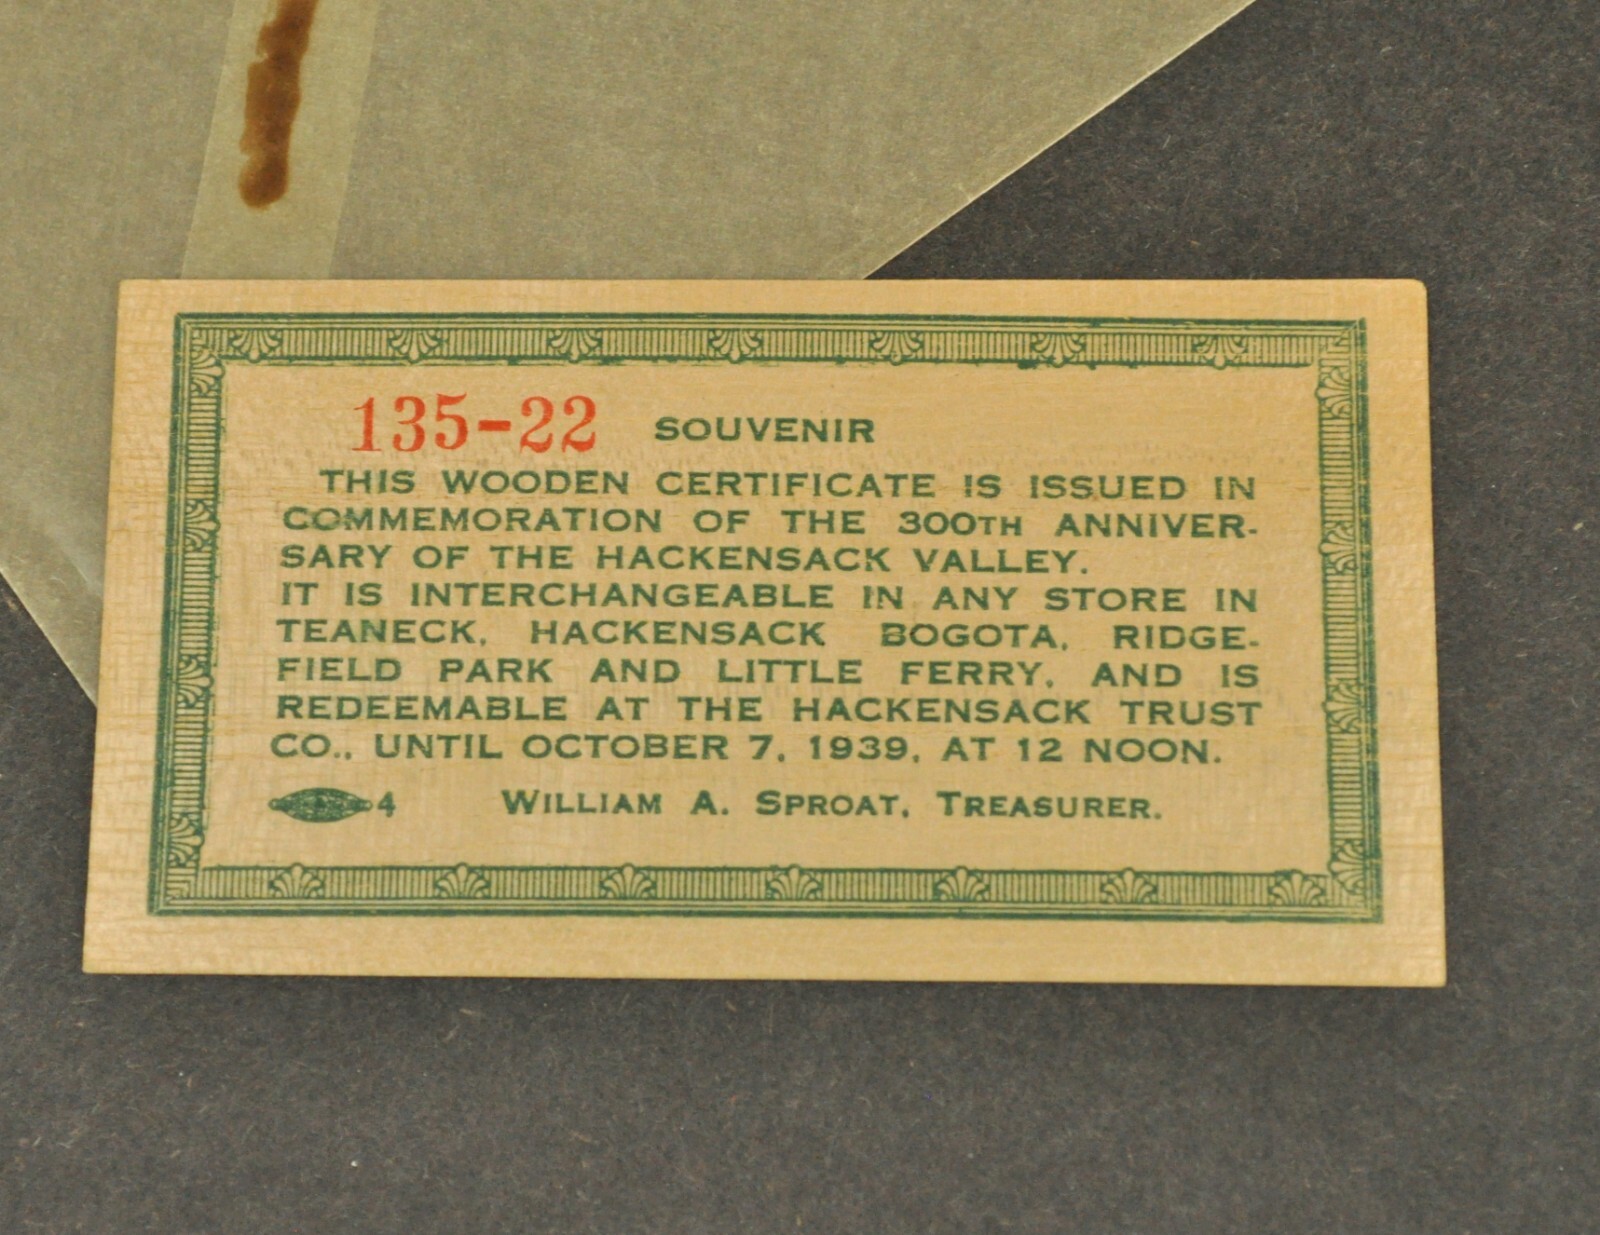 135-22 SOUVENIR
THIS WOODEN CERTIFICATE IS ISSUED IN
COMMEMORATION OF THE 300TH ANNIVER-
SARY OF THE HACKENSACK VALLEY.
IT IS INTERCHANGEABLE IN ANY STORE IN
TEANECK, HACKENSACK BOGOTA, RIDGE-
FIELD PARK AND LITTLE FERRY, AND IS
REDEEMABLE AT THE HACKENSACK TRUST
CO., UNTIL OCTOBER 7, 1939, AT 12 NOON.
4 WILLIAM A. SPROAT, TREASURER.